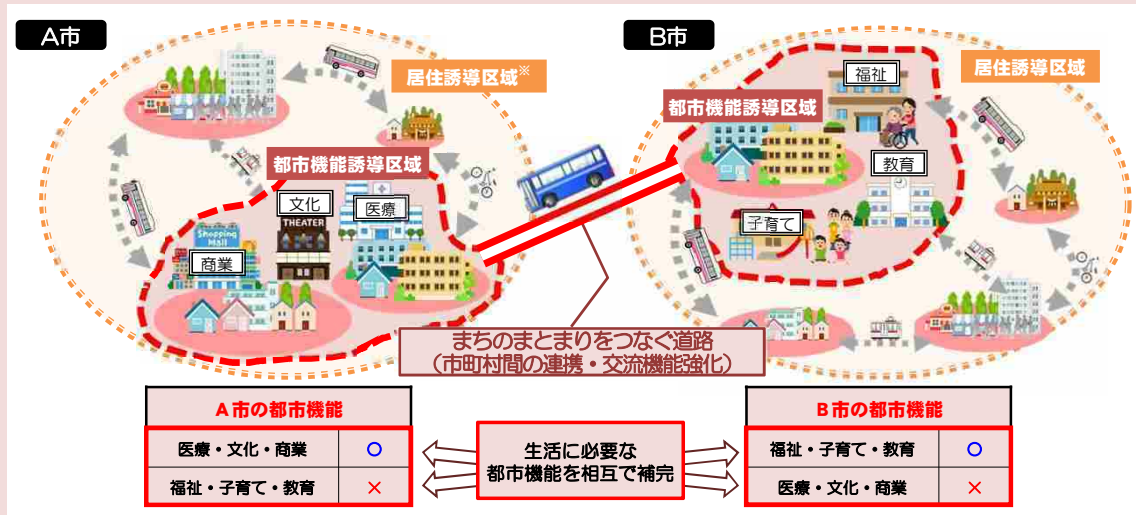 A市
居住誘導区域※
都市機能誘導区域
文化
THEATER
医療
Shopping
Mall
商業
B市
居住誘導区域
都市機能誘導区域
福祉
教育
子育て
まちのまとまりをつなぐ道路
（市町村間の連携・交流機能強化）
A市の都市機能
医療・文化・商業 ○
福祉・子育て・教育 ×
生活に必要な
都市機能を相互で補完
B市の都市機能
福祉・子育て・教育 ○
医療・文化・商業 ×